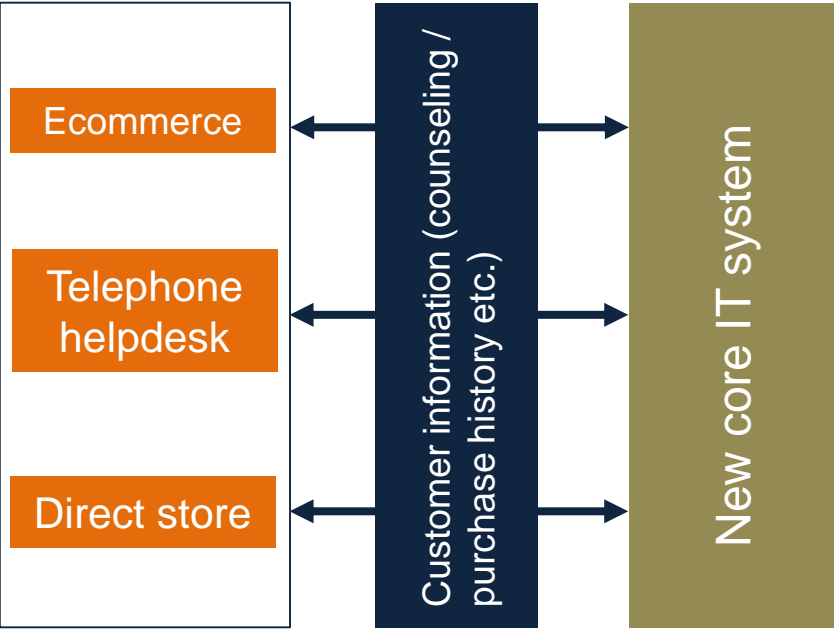 Ecommerce
Telephone
helpdesk
Direct store
Customer information (counseling /
purchase history etc.)
New core IT system